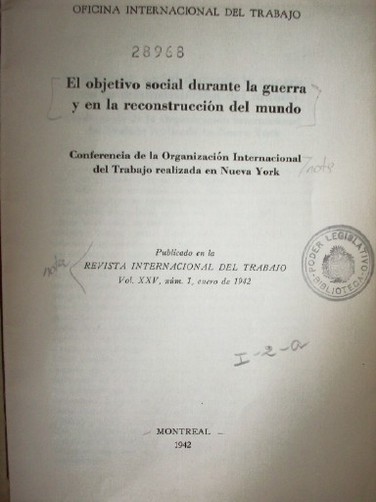 OFICINA INTERNACIONAL DEL TRABAJO
28968
El objetivo social durante la guerra
y en la reconstrucción del mundo
Conferencia de la Organización Internacional
del Trabajo realizada en Nueva York
note
nota
Publicado en la
REVISTA INTERNACIONAL DEL TRABAJO
Vol. XXV, núm. 1, enero de 1942
PODER LEGISLATIVO
BIBLIOTECA
I-2-a
MONTREAL
1942